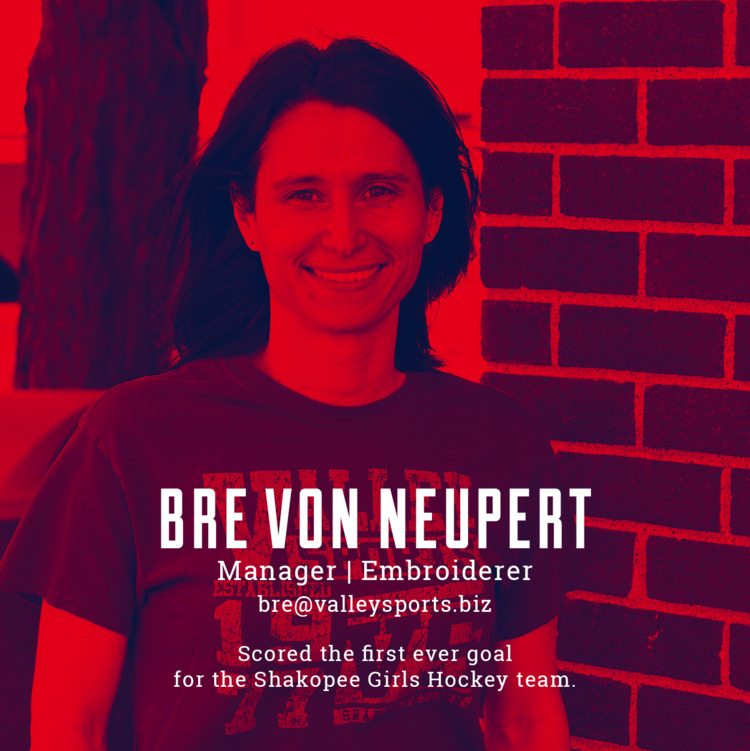 BRE VON NEUPERT
Manager | Embroiderer
ESTABLISHED
bre@valleysports.biz
Scored the first ever goal
for the Shakopee Girls Hockey team.